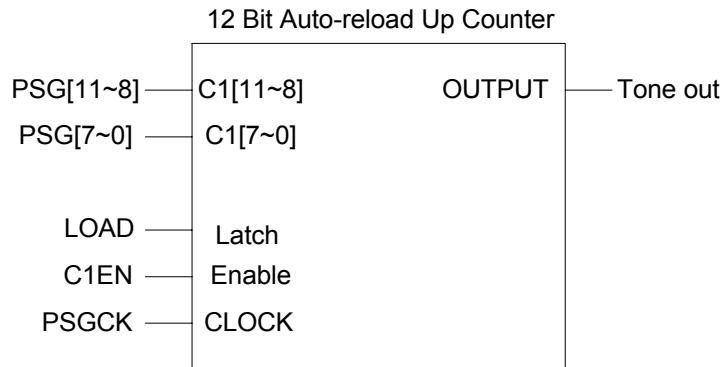 12 Bit Auto-reload Up Counter
PSG[11~8] C1[11~8] OUTPUT Tone out
PSG[7~0] C1[7~0]
LOAD Latch
C1EN Enable
PSGCK CLOCK